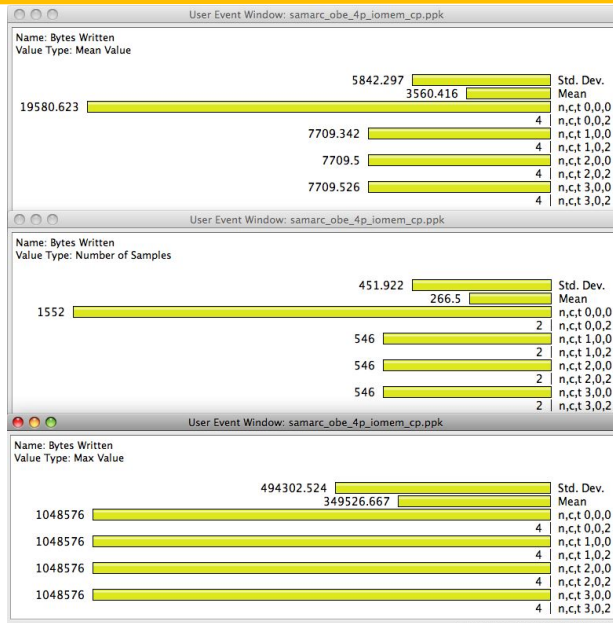 User Event Window: samarc_obe_4p_iomem_cp.ppk
Name: Bytes Written
Value Type: Mean Value
5842.297 Std. Dev.
3560.416 Mean
19580.623 n,c,t 0,0,0
4 n,c,t 0,0,2
7709.342 n,c,t 1,0,0
4 n,c,t 1,0,2
7709.5 n,c,t 2,0,0
4 n,c,t 2,0,2
7709.526 n,c,t 3,0,0
4 n,c,t 3,0,2
User Event Window: samarc_obe_4p_iomem_cp.ppk
Name: Bytes Written
Value Type: Number of Samples
451.922 Std. Dev.
266.5 Mean
1552 n,c,t 0,0,0
2 n,c,t 0,0,2
546 n,c,t 1,0,0
2 n,c,t 1,0,2
546 n,c,t 2,0,0
2 n,c,t 2,0,2
546 n,c,t 3,0,0
2 n,c,t 3,0,2
User Event Window: samarc_obe_4p_iomem_cp.ppk
Name: Bytes Written
Value Type: Max Value
494302.524 Std. Dev.
349526.667 Mean
1048576 n,c,t 0,0,0
4 n,c,t 0,0,2
1048576 n,c,t 1,0,0
4 n,c,t 1,0,2
1048576 n,c,t 2,0,0
4 n,c,t 2,0,2
1048576 n,c,t 3,0,0
4 n,c,t 3,0,2